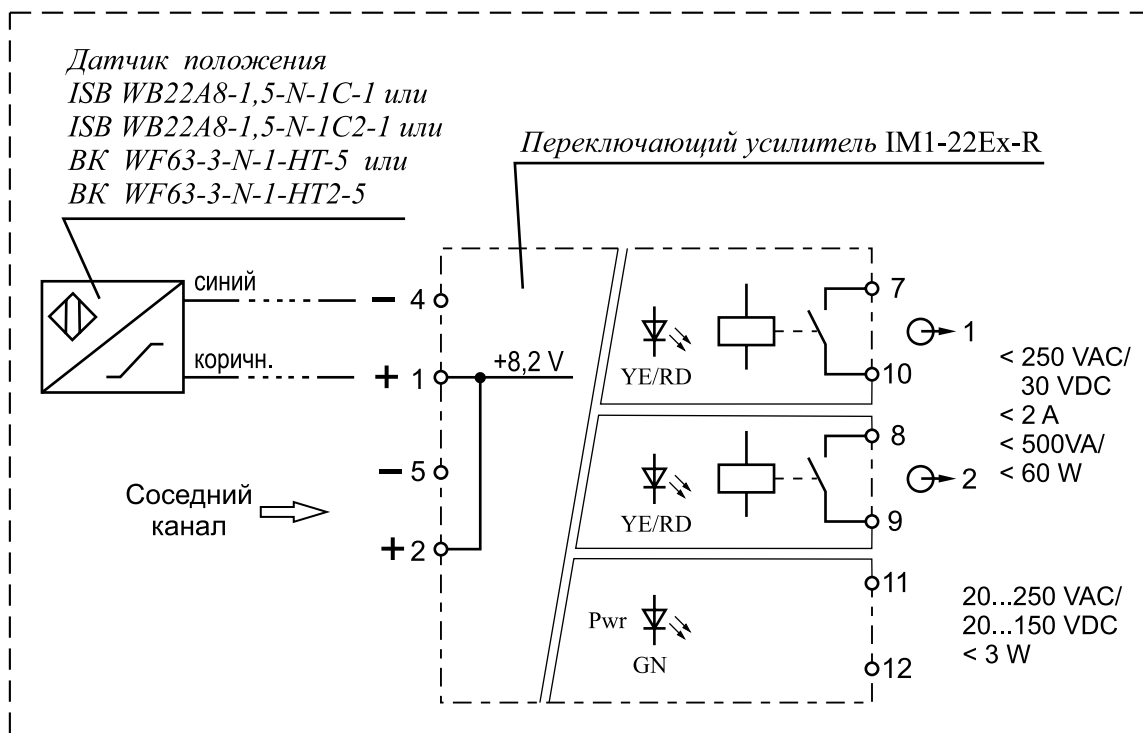 Датчик положения
ISB WB22A8-1,5-N-1C-1 или
ISB WB22A8-1,5-N-1C2-1 или
ВК WF63-3-N-1-HT-5 или
ВК WF63-3-N-1-HT2-5
Переключающий усилитель IM1-22Ex-R
синий
− 4
коричн.
+ 1
+8,2 V
− 5
Соседний
канал
+ 2
YE/RD
7
10
1
YE/RD
8
9
2
< 250 VAC/
30 VDC
< 2 A
< 500VA/
< 60 W
Pwr
GN
11
12
20...250 VAC/
20...150 VDC
< 3 W